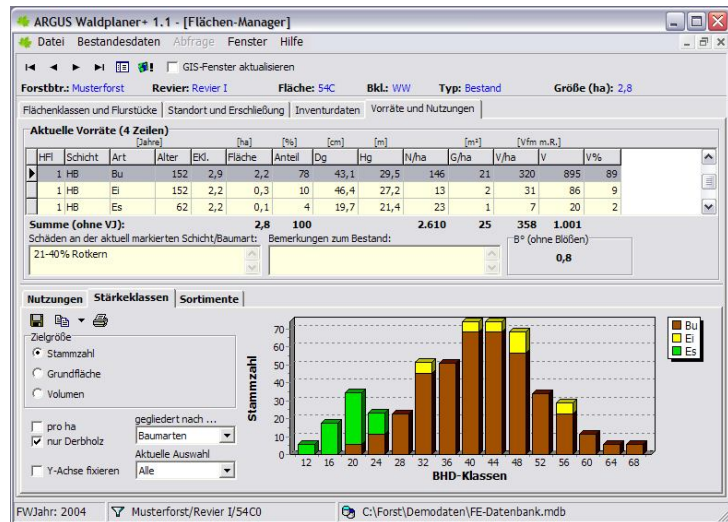 ARGUS Waldplaner+ 1.1 - [Flächen-Manager]
Datei Bestandesdaten Abfrage Fenster Hilfe
GIS-Fenster aktualisieren
Forstbtr.: Musterforst Revier: Revier I Fläche: 54C Bkl.: WW Typ: Bestand Größe (ha): 2,8
Flächenklassen und Flurstücke Standort und Erschließung Inventurdaten Vorräte und Nutzungen
Aktuelle Vorräte (4 Zeilen)
[Jahre] [ha] [%] [cm] [m] [m²] [Vfm m.R.]
HFl Schicht Art Alter EKl. Fläche Anteil Dg Hg N/ha G/ha V/ha V V%
1 HB Bu 152 2,9 2,2 78 43,1 29,5 146 21 320 895 89
1 HB Ei 152 2,2 0,3 10 46,4 27,2 13 2 31 86 9
1 HB Es 62 2,2 0,1 4 19,7 21,4 23 1 7 20 2
Summe (ohne VJ): 2,8 100 2.610 25 358 1.001
Schäden an der aktuell markierten Schicht/Baumart: Bemerkungen zum Bestand: B° (ohne Blößen)
21-40% Rotkern
0,8
Nutzungen Stärkeklassen Sortimente
Zielgröße
Stammzahl
Grundfläche
Volumen
pro ha
nur Derbholz
Y-Achse fixieren
gegliedert nach ...
Baumarten
Aktuelle Auswahl
Alle
Stammzahl
70
60
50
40
30
20
10
0
12 16 20 24 28 32 36 40 44 48 52 56 60 64 68
BHD-Klassen
Bu
Ei
Es
FWJahr: 2004 Musterforst/Revier I/54C0 C:\Forst\Demodaten\FE-Datenbank.mdb